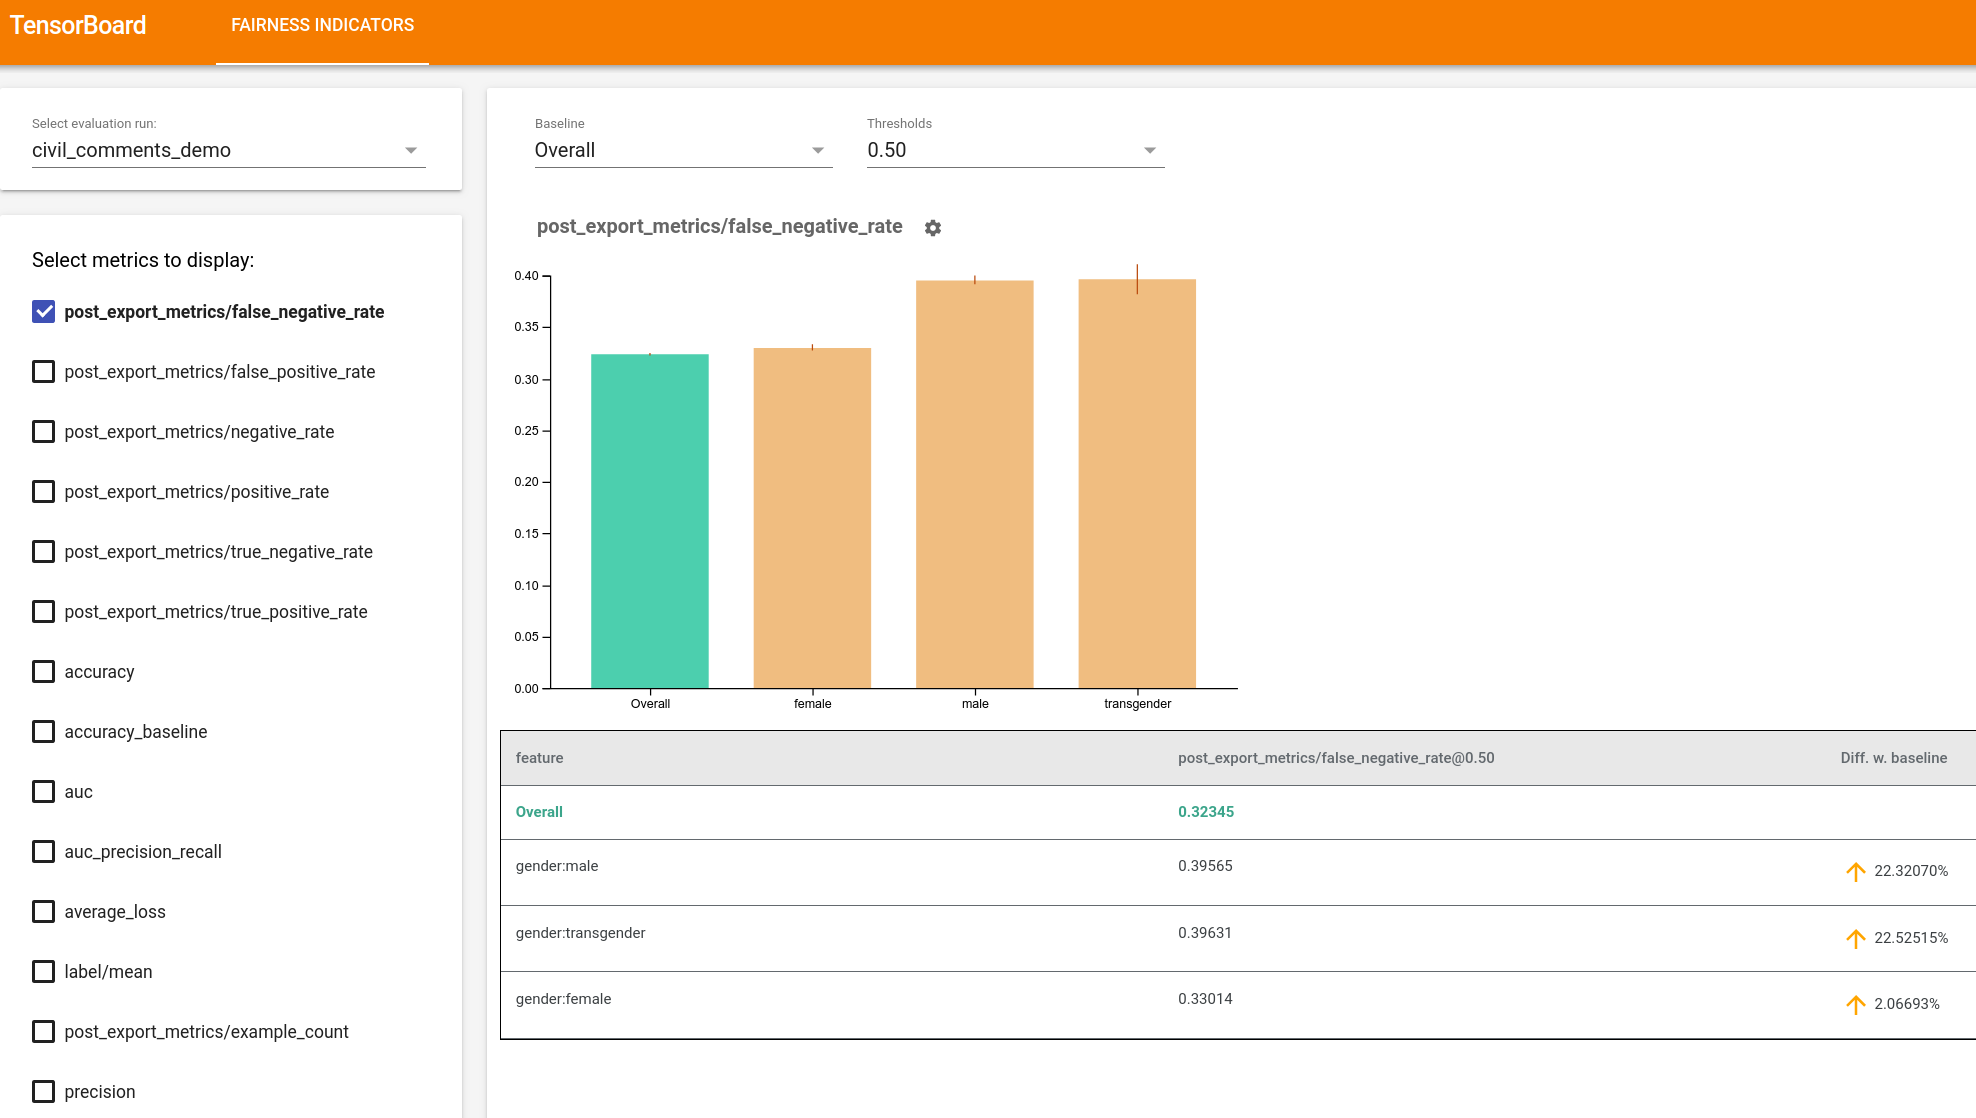 TensorBoard FAIRNESS INDICATORS
Select evaluation run:
civil_comments_demo
Select metrics to display:
post_export_metrics/false_negative_rate
post_export_metrics/false_positive_rate
post_export_metrics/negative_rate
post_export_metrics/positive_rate
post_export_metrics/true_negative_rate
post_export_metrics/true_positive_rate
accuracy
accuracy_baseline
auc
auc_precision_recall
average_loss
label/mean
post_export_metrics/example_count
precision
Baseline Thresholds
Overall 0.50
post_export_metrics/false_negative_rate
0.40
0.35
0.30
0.25
0.20
0.15
0.10
0.05
0.00
Overall female male transgender
feature post_export_metrics/false_negative_rate@0.50 Diff. w. baseline
Overall 0.32345
gender:male 0.39565 22.32070%
gender:transgender 0.39631 22.52515%
gender:female 0.33014 2.06693%